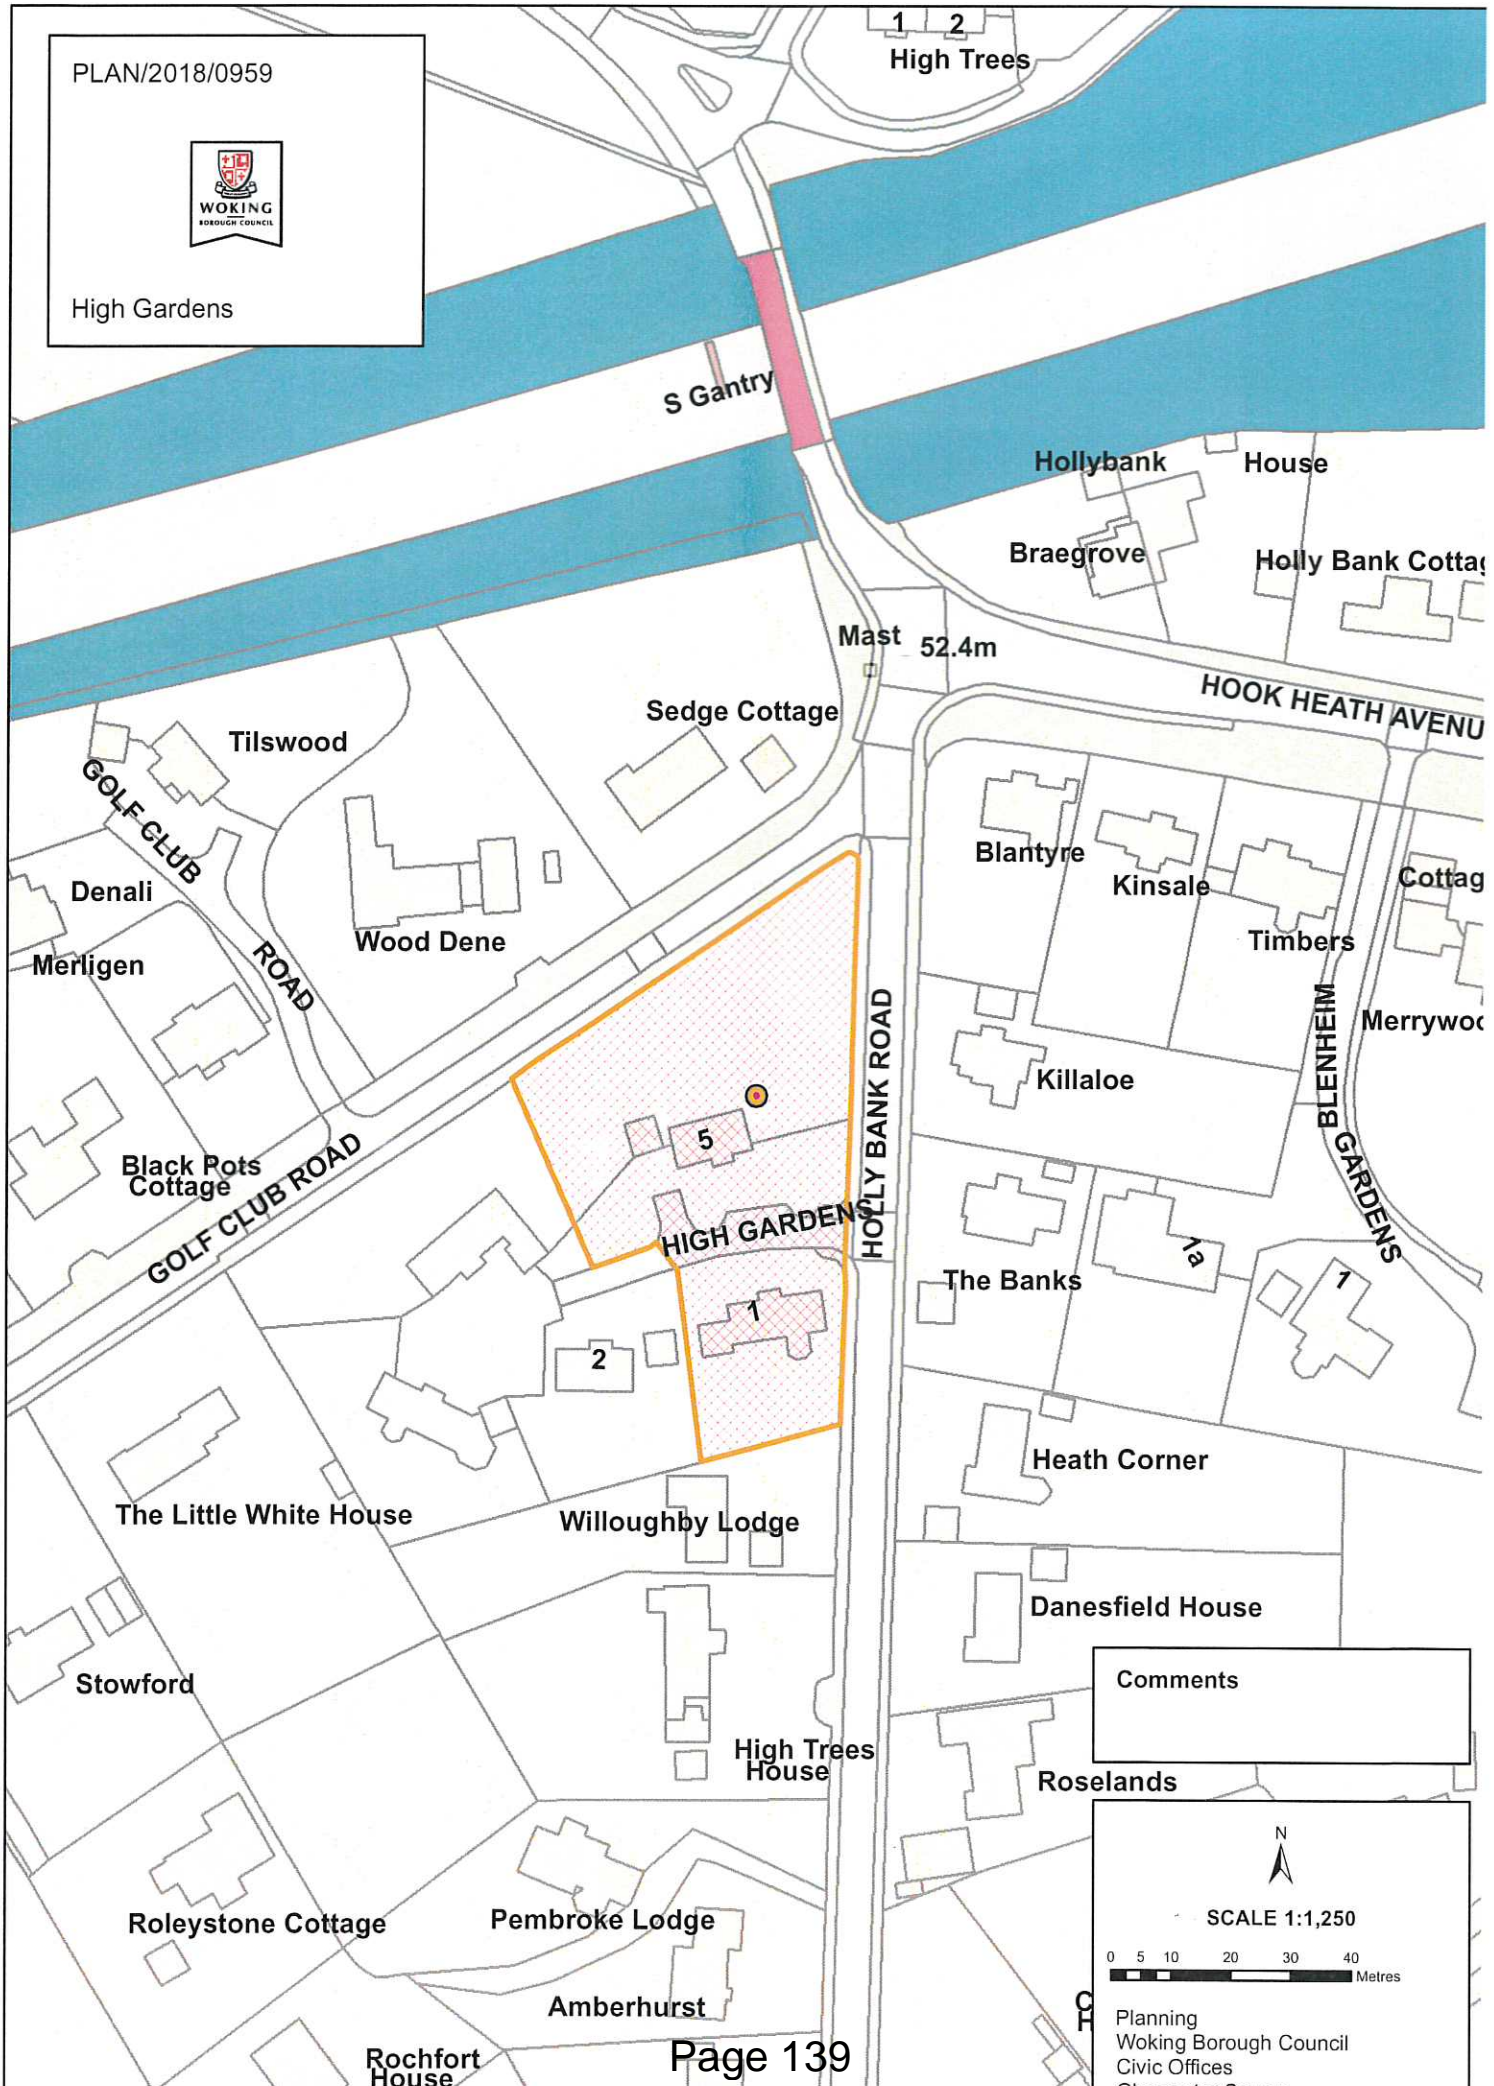 PLAN/2018/0959
WOKING
BOROUGH COUNCIL
High Gardens
1 2
High Trees
S Gantry
Hollybank House
Braegrove
Holly Bank Cottag
Mast 52.4m
HOOK HEATH AVENU
Sedge Cottage
Tilswood
GOLF CLUB ROAD
Denali
Merligen
Wood Dene
Blantyre
Kinsale
Timbers
Cottag
Merrywoo
BLENHEIM GARDENS
HOLLY BANK ROAD
Killaloe
5
Black Pots
Cottage
GOLF CLUB ROAD
HIGH GARDENS
The Banks
1a
1
1
2
Heath Corner
The Little White House
Willoughby Lodge
Danesfield House
Stowford
Comments
High Trees
House
Roselands
N
SCALE 1:1,250
0 5 10 20 30 40
Metres
Roleystone Cottage
Pembroke Lodge
Amberhurst
C
H
Planning
Woking Borough Council
Civic Offices
Rochfort
House
Page 139